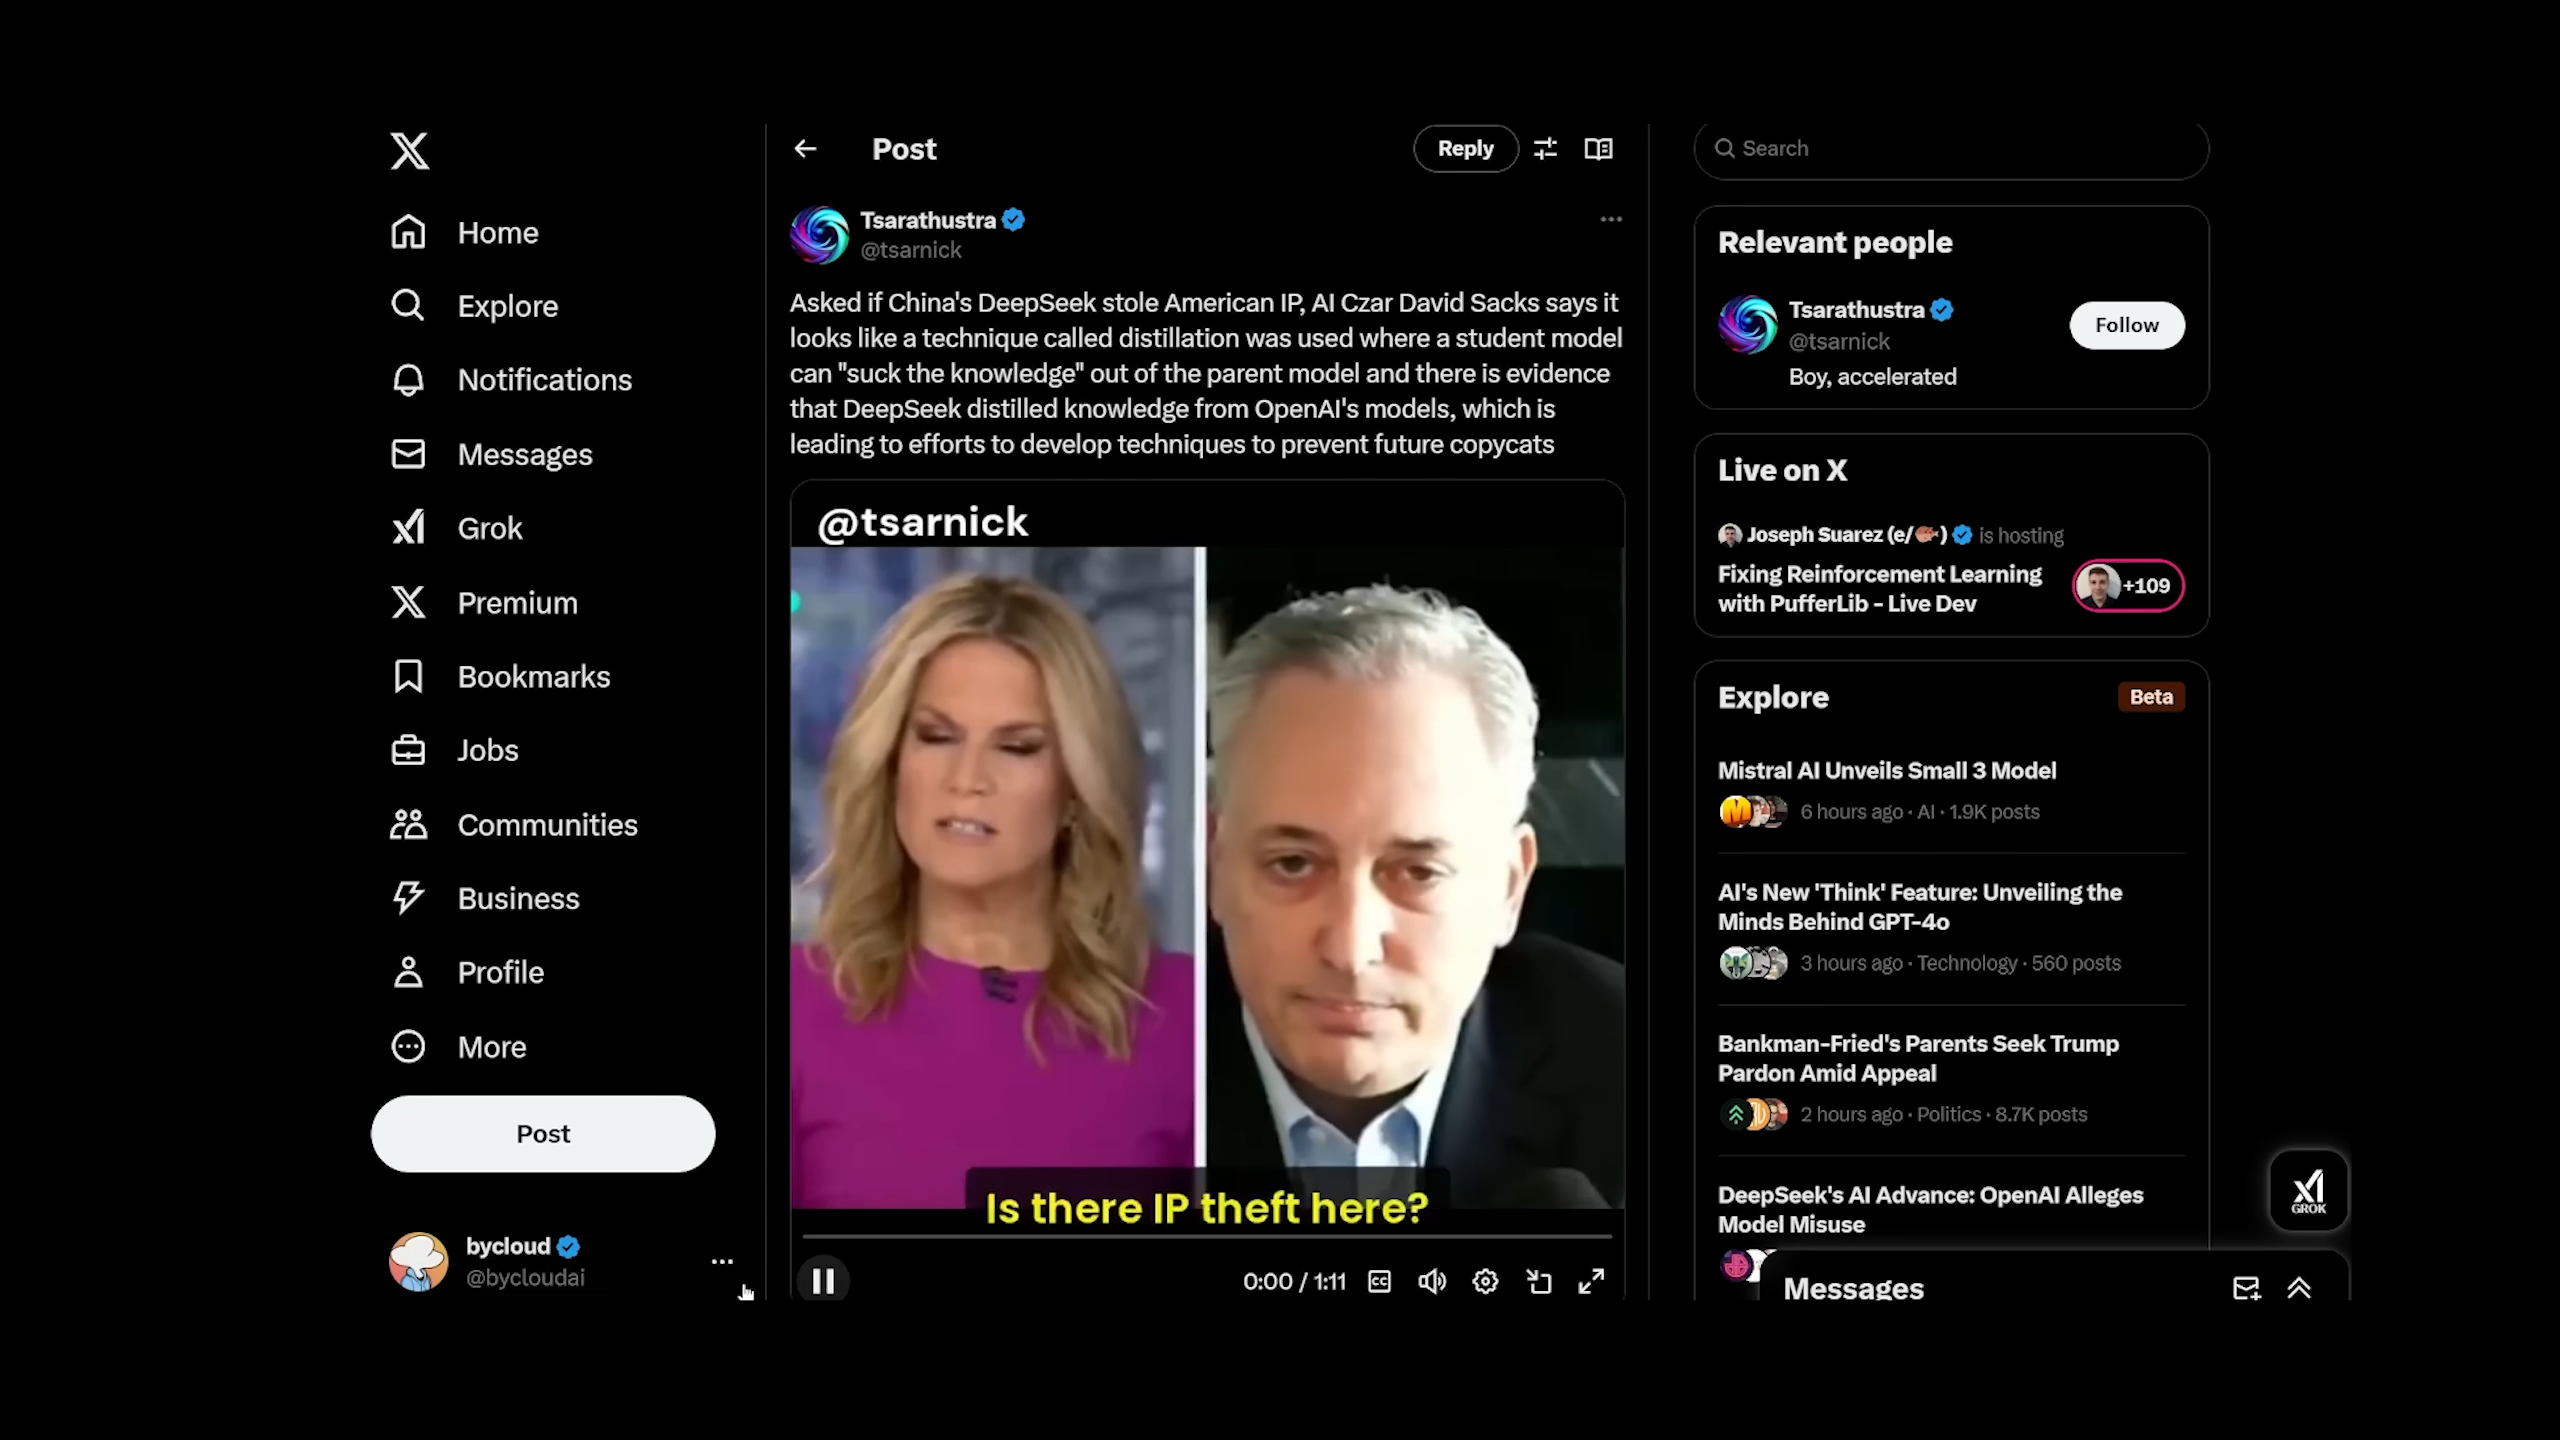 Home
Explore
Notifications
Messages
Grok
Premium
Bookmarks
Jobs
Communities
Business
Profile
More
Post
bycloud
@bycloudai
Post
Reply
Tsarathustra
@tsarnick
Asked if China's DeepSeek stole American IP, AI Czar David Sacks says it
looks like a technique called distillation was used where a student model
can "suck the knowledge" out of the parent model and there is evidence
that DeepSeek distilled knowledge from OpenAI's models, which is
leading to efforts to develop techniques to prevent future copycats
@tsarnick
Is there IP theft here?
0:00 / 1:11
CC
Search
Relevant people
Tsarathustra
@tsarnick
Follow
Boy, accelerated
Live on X
Joseph Suarez (e/🐡) is hosting
Fixing Reinforcement Learning
with PufferLib - Live Dev
+109
Explore
Beta
Mistral AI Unveils Small 3 Model
6 hours ago · AI · 1.9K posts
AI's New 'Think' Feature: Unveiling the
Minds Behind GPT-4o
3 hours ago · Technology · 560 posts
Bankman-Fried's Parents Seek Trump
Pardon Amid Appeal
2 hours ago · Politics · 8.7K posts
DeepSeek's AI Advance: OpenAI Alleges
Model Misuse
GROK
Messages